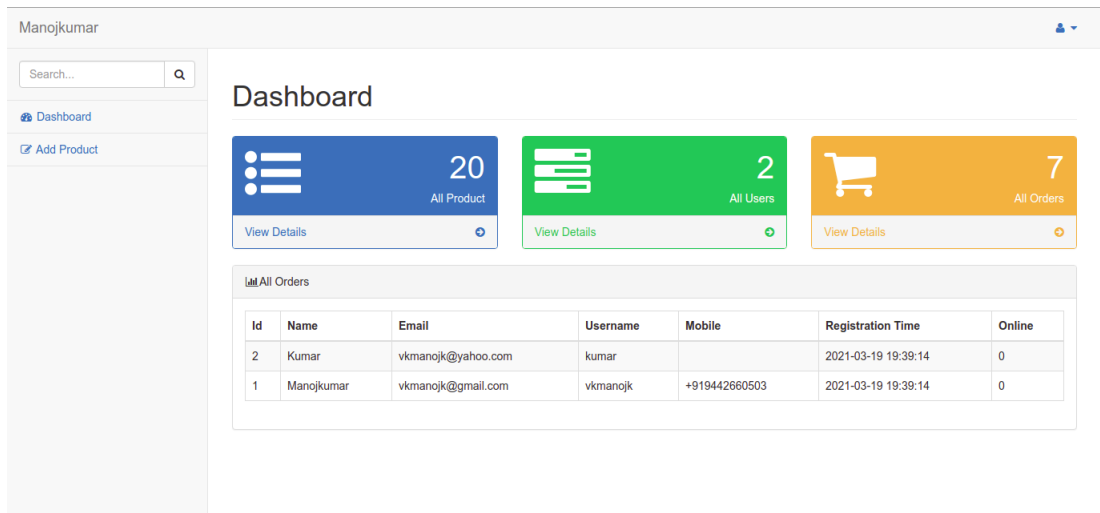 Manojkumar
Search...
Dashboard
Add Product
Dashboard
20
All Product
View Details
2
All Users
View Details
7
All Orders
View Details
All Orders
Id Name Email Username Mobile Registration Time Online
2 Kumar vkmanojk@yahoo.com kumar 2021-03-19 19:39:14 0
1 Manojkumar vkmanojk@gmail.com vkmanojk +919442660503 2021-03-19 19:39:14 0